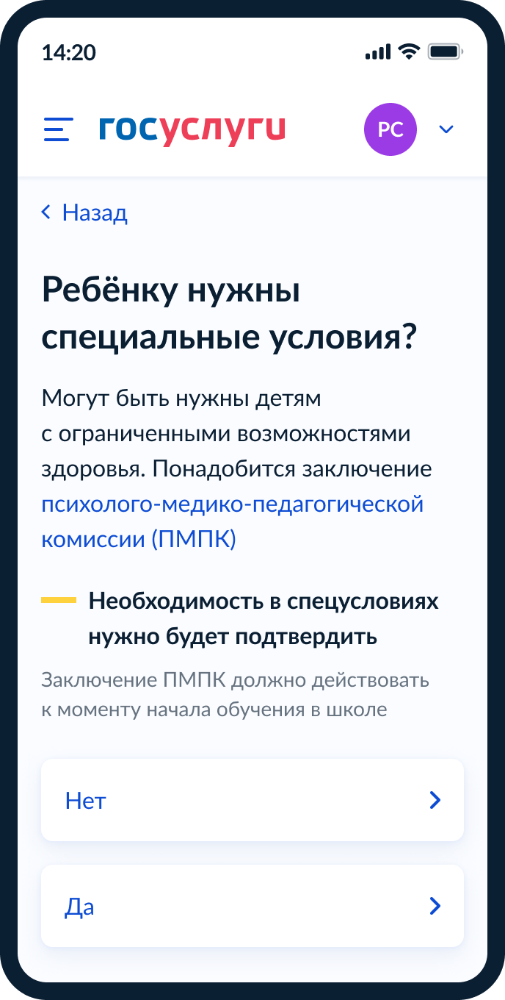 14:20
госуслуги
РС
Назад
Ребёнку нужны
специальные условия?
Могут быть нужны детям
с ограниченными возможностями
здоровья. Понадобится заключение
психолого-медико-педагогической
комиссии (ПМПК)
Необходимость в спецусловиях
нужно будет подтвердить
Заключение ПМПК должно действовать
к моменту начала обучения в школе
Нет
Да